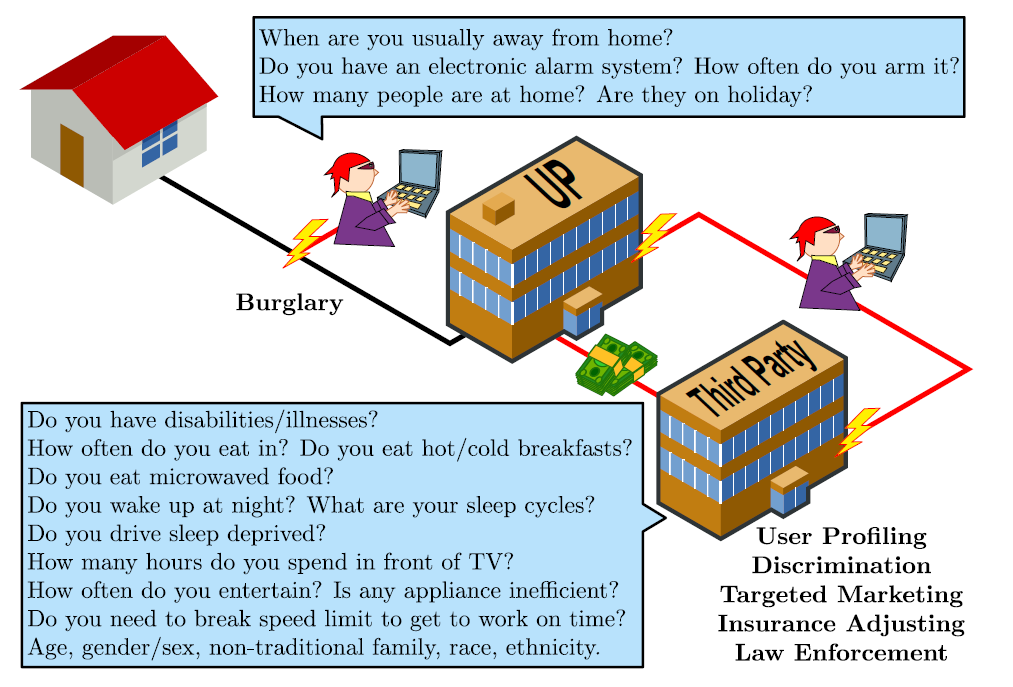 When are you usually away from home?
Do you have an electronic alarm system? How often do you arm it?
How many people are at home? Are they on holiday?
UP
Burglary
Third Party
Do you have disabilities/illnesses?
How often do you eat in? Do you eat hot/cold breakfasts?
Do you eat microwaved food?
Do you wake up at night? What are your sleep cycles?
Do you drive sleep deprived?
How many hours do you spend in front of TV?
How often do you entertain? Is any appliance inefficient?
Do you need to break speed limit to get to work on time?
Age, gender/sex, non-traditional family, race, ethnicity.
User Profiling
Discrimination
Targeted Marketing
Insurance Adjusting
Law Enforcement